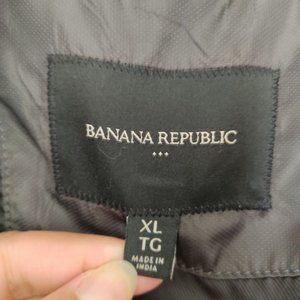 BANANA REPUBLIC
XL
TG
MADE IN
INDIA